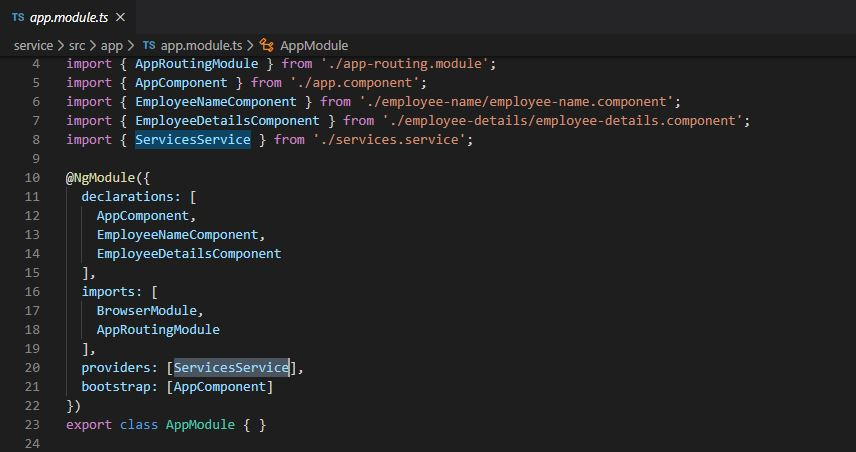 TS app.module.ts ×
service > src > app > TS app.module.ts > AppModule
4 import { AppRoutingModule } from './app-routing.module';
5 import { AppComponent } from './app.component';
6 import { EmployeeNameComponent } from './employee-name/employee-name.component';
7 import { EmployeeDetailsComponent } from './employee-details/employee-details.component';
8 import { ServicesService } from './services.service';
9
10 @NgModule({
11   declarations: [
12     AppComponent,
13     EmployeeNameComponent,
14     EmployeeDetailsComponent
15   ],
16   imports: [
17     BrowserModule,
18     AppRoutingModule
19   ],
20   providers: [ServicesService],
21   bootstrap: [AppComponent]
22 })
23 export class AppModule { }
24